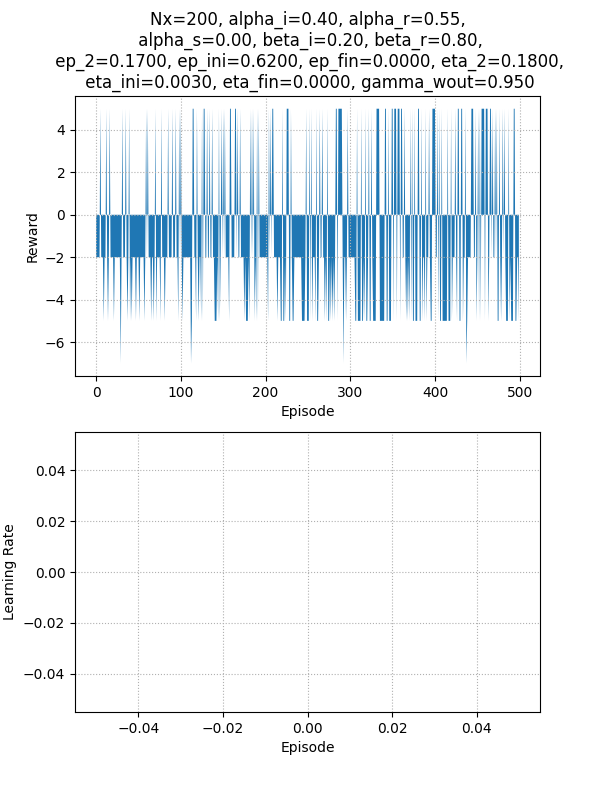 Nx=200, alpha_i=0.40, alpha_r=0.55,
alpha_s=0.00, beta_i=0.20, beta_r=0.80,
ep_2=0.1700, ep_ini=0.6200, ep_fin=0.0000, eta_2=0.1800,
eta_ini=0.0030, eta_fin=0.0000, gamma_wout=0.950
4
2
0
−2
−4
−6
Reward
0 100 200 300 400 500
Episode
0.04
0.02
0.00
−0.02
−0.04
Learning Rate
−0.04 −0.02 0.00 0.02 0.04
Episode